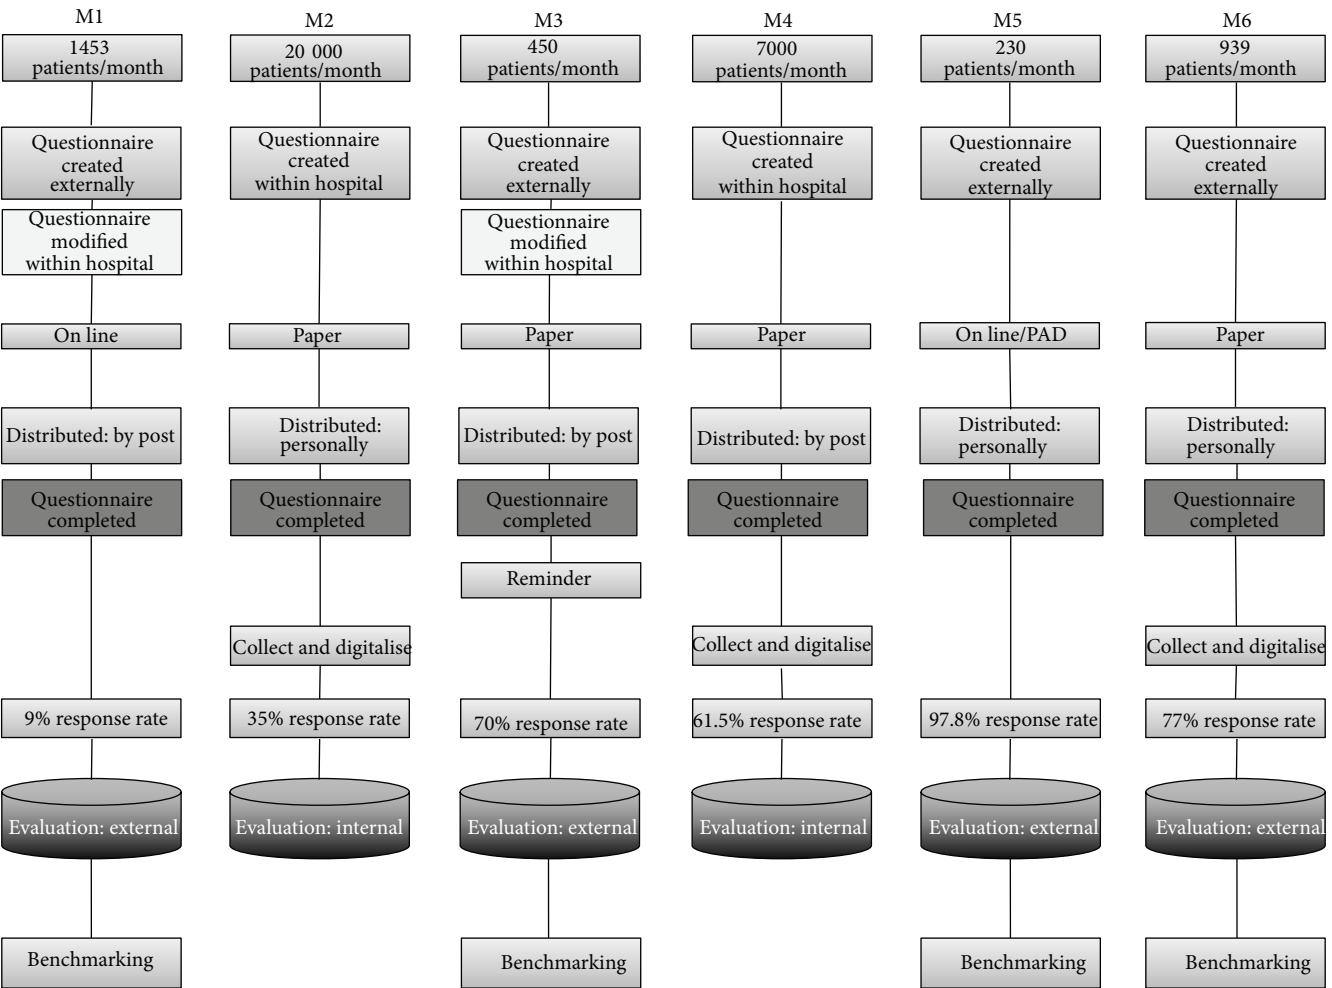 M1
1453
patients/month
Questionnaire
created
externally
Questionnaire
modified
within hospital
On line
Distributed: by post
Questionnaire
completed
9% response rate
Evaluation: external
Benchmarking
M2
20 000
patients/month
Questionnaire
created
within hospital
Paper
Distributed:
personally
Questionnaire
completed
Collect and digitalise
35% response rate
Evaluation: internal
M3
450
patients/month
Questionnaire
created
externally
Questionnaire
modified
within hospital
Paper
Distributed: by post
Questionnaire
completed
Reminder
70% response rate
Evaluation: external
Benchmarking
M4
7000
patients/month
Questionnaire
created
within hospital
Paper
Distributed: by post
Questionnaire
completed
Collect and digitalise
61.5% response rate
Evaluation: internal
M5
230
patients/month
Questionnaire
created
externally
On line/PAD
Distributed:
personally
Questionnaire
completed
97.8% response rate
Evaluation: external
Benchmarking
M6
939
patients/month
Questionnaire
created
externally
Paper
Distributed:
personally
Questionnaire
completed
Collect and digitalise
77% response rate
Evaluation: external
Benchmarking